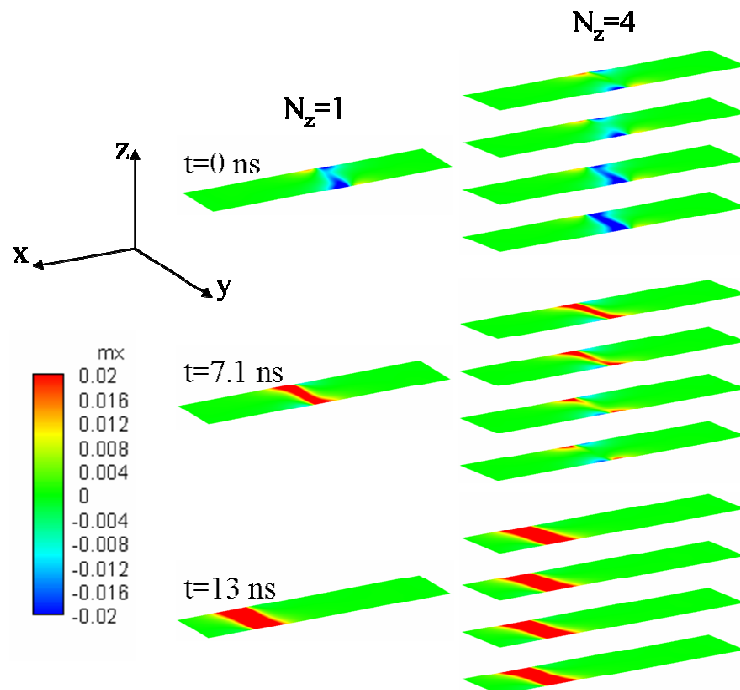 N_z=4
N_z=1
t=0 ns
z
x
y
t=7.1 ns
mx
0.02
0.016
0.012
0.008
0.004
0
-0.004
-0.008
-0.012
-0.016
-0.02
t=13 ns